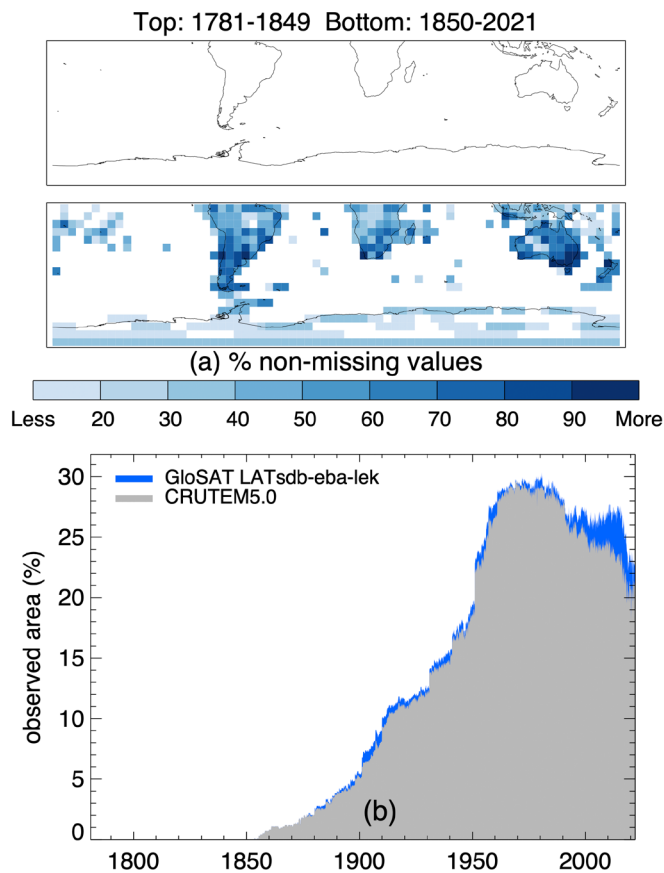 Top: 1781-1849  Bottom: 1850-2021
(a) % non-missing values
Less 20 30 40 50 60 70 80 90 More
30
GloSAT LATsdb-eba-lek
CRUTEM5.0
25
20
15
10
5
0
observed area (%)
(b)
1800 1850 1900 1950 2000